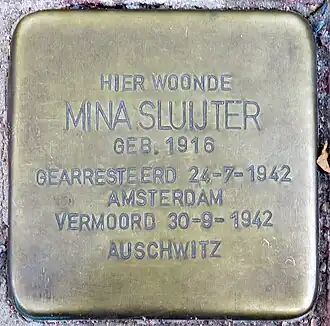 HIER WOONDE
MINA SLUIJTER
GEB. 1916
GEARRESTEERD 24-7-1942
AMSTERDAM
VERMOORD 30-9-1942
AUSCHWITZ